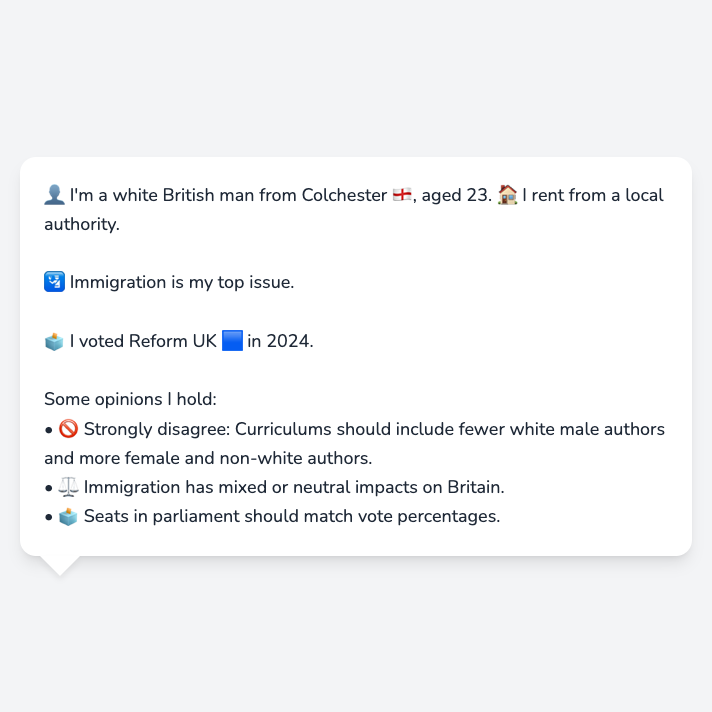 👤 I'm a white British man from Colchester 🏴󠁧󠁢󠁥󠁮󠁧󠁿, aged 23. 🏠 I rent from a local
authority.
🛂 Immigration is my top issue.
🗳️ I voted Reform UK 🟦 in 2024.
Some opinions I hold:
• 🚫 Strongly disagree: Curriculums should include fewer white male authors
and more female and non-white authors.
• ⚖️ Immigration has mixed or neutral impacts on Britain.
• 🗳️ Seats in parliament should match vote percentages.